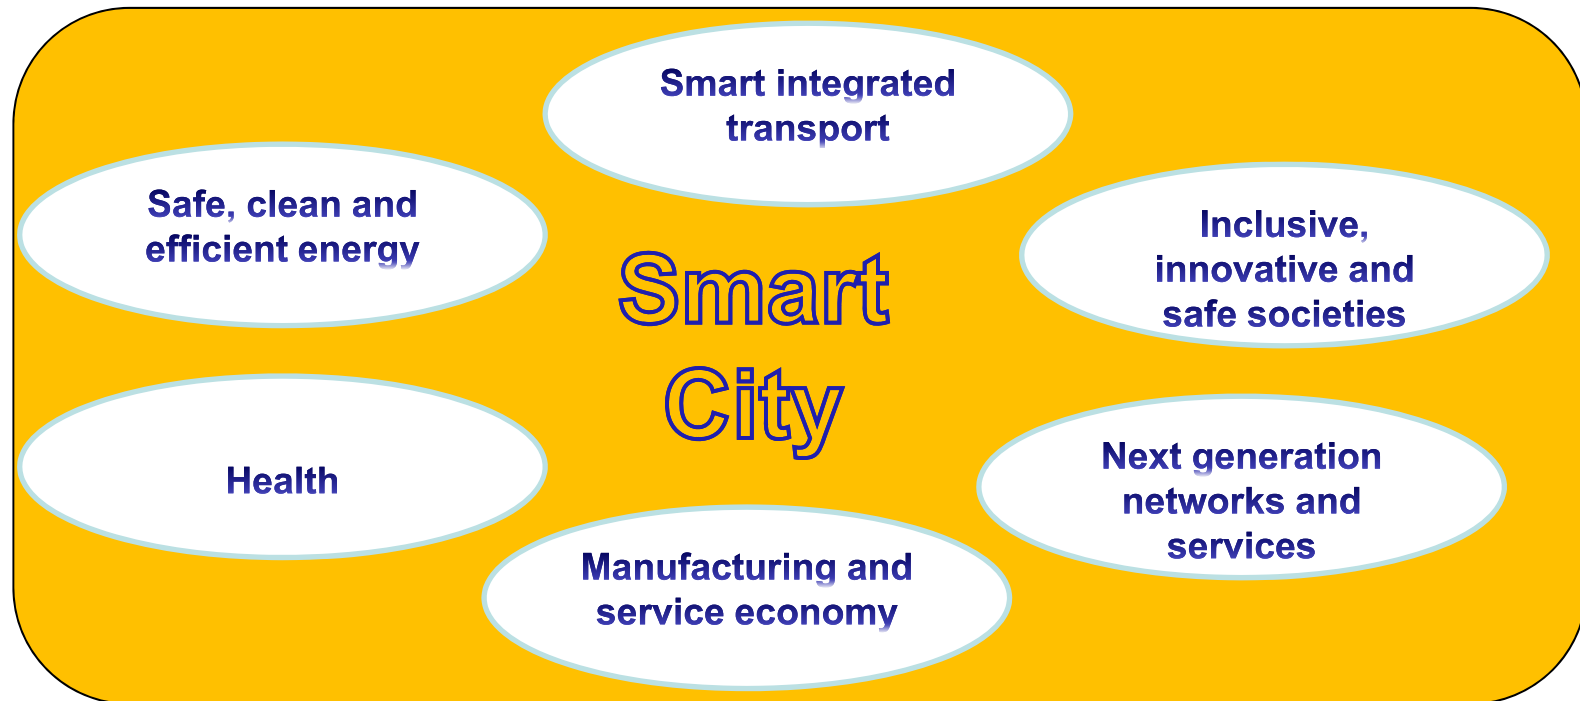 Smart integrated
transport
Safe, clean and
efficient energy
Inclusive,
innovative and
safe societies
Smart
City
Health
Next generation
networks and
services
Manufacturing and
service economy